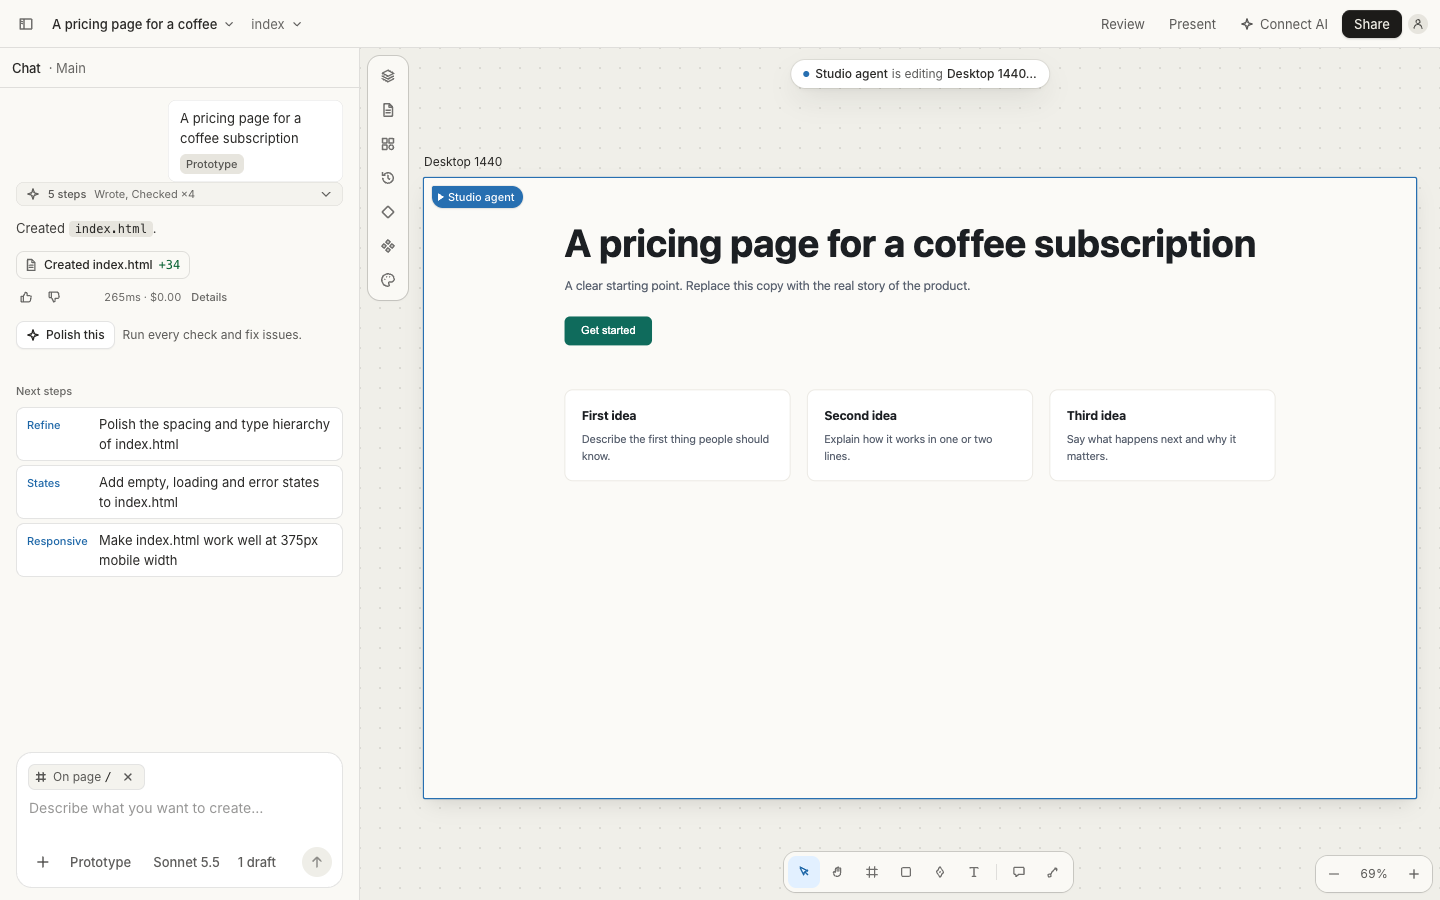 A pricing page for a coffee
index
Review
Present
Connect AI
Share
Chat · Main
A pricing page for a
coffee subscription
Prototype
5 steps Wrote, Checked ×4
Created index.html.
Created index.html +34
265ms · $0.00 Details
Polish this Run every check and fix issues.
Next steps
Refine Polish the spacing and type hierarchy
of index.html
States Add empty, loading and error states
to index.html
Responsive Make index.html work well at 375px
mobile width
On page /
Describe what you want to create...
Prototype Sonnet 5.5 1 draft
Studio agent is editing Desktop 1440...
Desktop 1440
Studio agent
A pricing page for a coffee subscription
A clear starting point. Replace this copy with the real story of the product.
Get started
First idea
Describe the first thing people should
know.
Second idea
Explain how it works in one or two
lines.
Third idea
Say what happens next and why it
matters.
69%